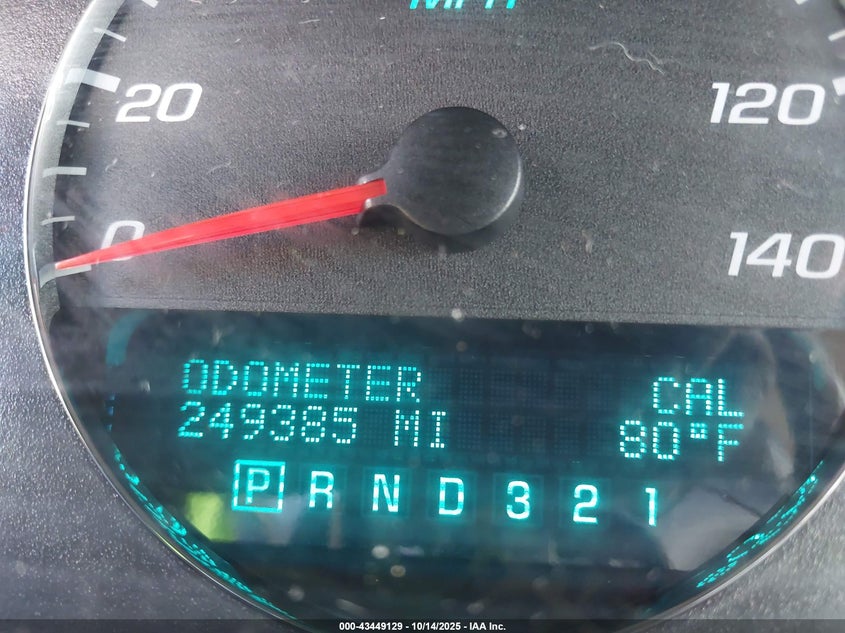 MPH
20
120
0
140
ODOMETER CAL
249385 MI 80°F
P R N D 3 2 1
000-43449129 - 10/14/2025 - IAA Inc.